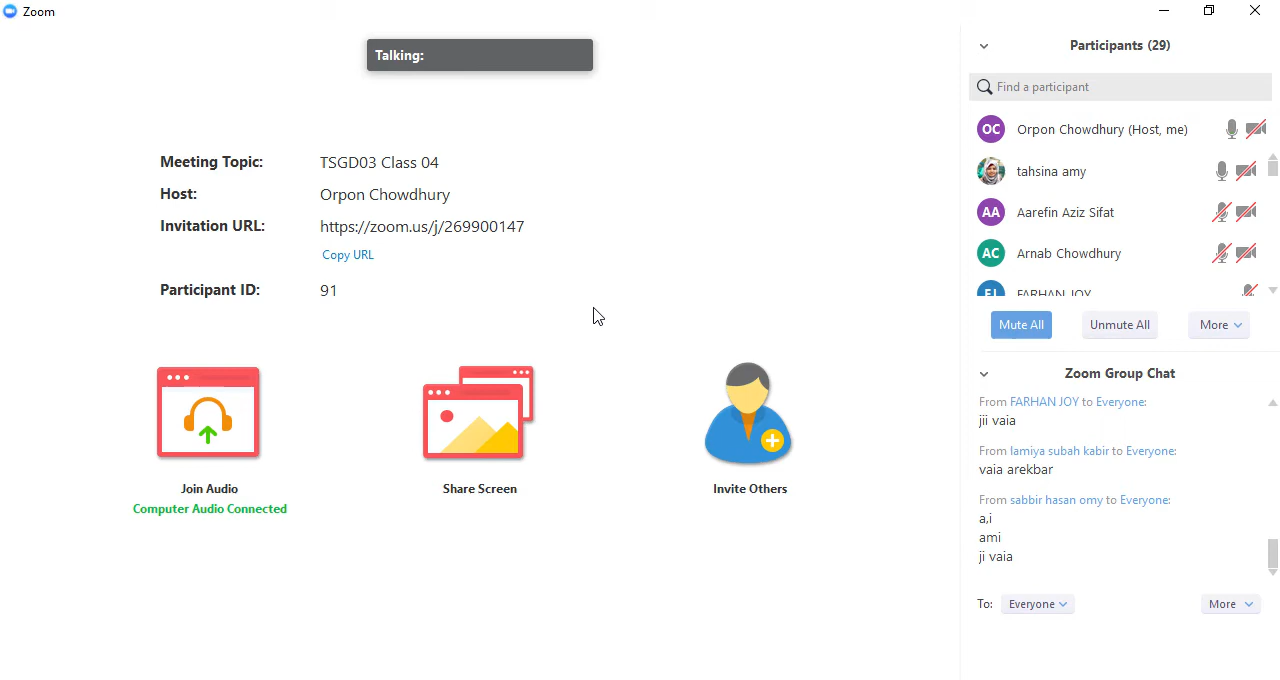 Zoom
Talking:
Meeting Topic: TSGD03 Class 04
Host: Orpon Chowdhury
Invitation URL: https://zoom.us/j/269900147
Copy URL
Participant ID: 91
Join Audio
Computer Audio Connected
Share Screen
Invite Others
Participants (29)
Find a participant
OC Orpon Chowdhury (Host, me)
tahsina amy
AA Aarefin Aziz Sifat
AC Arnab Chowdhury
FJ FARHAN JOY
Mute All Unmute All More
Zoom Group Chat
From FARHAN JOY to Everyone:
jii vaia
From lamiya subah kabir to Everyone:
vaia arekbar
From sabbir hasan omy to Everyone:
a,i
ami
ji vaia
To: Everyone More